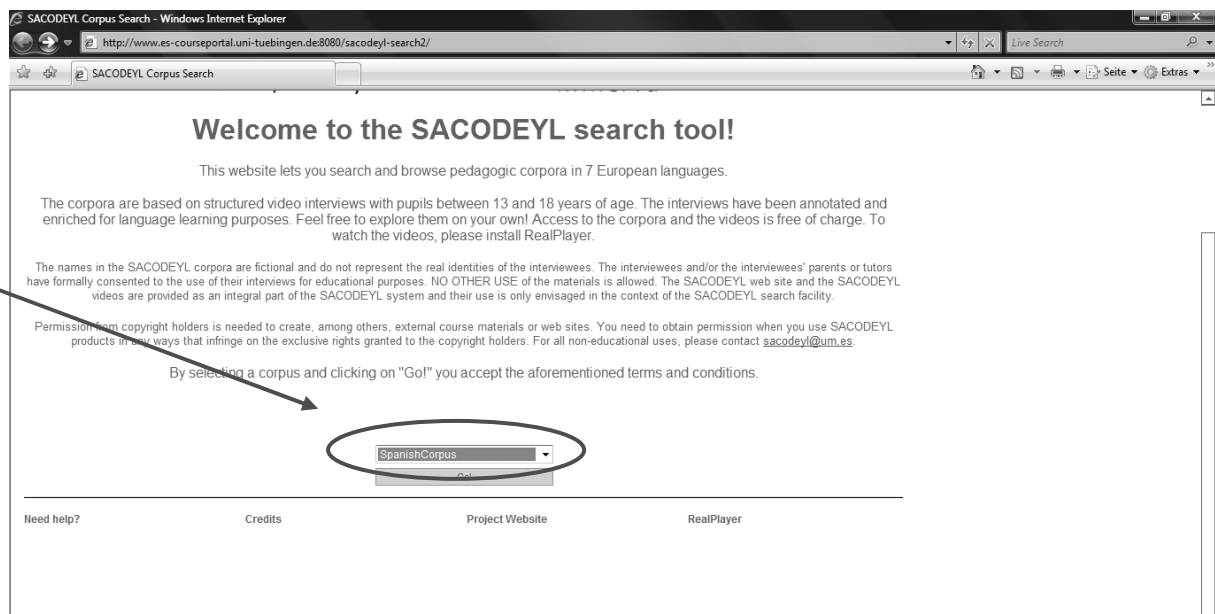 SACODEYL Corpus Search - Windows Internet Explorer
http://www.es-courseportal.uni-tuebingen.de:8080/sacodeyl-search2/
Live Search
SACODEYL Corpus Search
Seite
Extras
Welcome to the SACODEYL search tool!
This website lets you search and browse pedagogic corpora in 7 European languages.
The corpora are based on structured video interviews with pupils between 13 and 18 years of age. The interviews have been annotated and
enriched for language learning purposes. Feel free to explore them on your own! Access to the corpora and the videos is free of charge. To
watch the videos, please install RealPlayer.
The names in the SACODEYL corpora are fictional and do not represent the real identities of the interviewees. The interviewees and/or the interviewees' parents or tutors
have formally consented to the use of their interviews for educational purposes. NO OTHER USE of the materials is allowed. The SACODEYL web site and the SACODEYL
videos are provided as an integral part of the SACODEYL system and their use is only envisaged in the context of the SACODEYL search facility.
Permission from copyright holders is needed to create, among others, external course materials or web sites. You need to obtain permission when you use SACODEYL
products in any ways that infringe on the exclusive rights granted to the copyright holders. For all non-educational uses, please contact sacodeyl@um.es.
By selecting a corpus and clicking on "Go!" you accept the aforementioned terms and conditions.
SpanishCorpus
Go!
Need help?
Credits
Project Website
RealPlayer